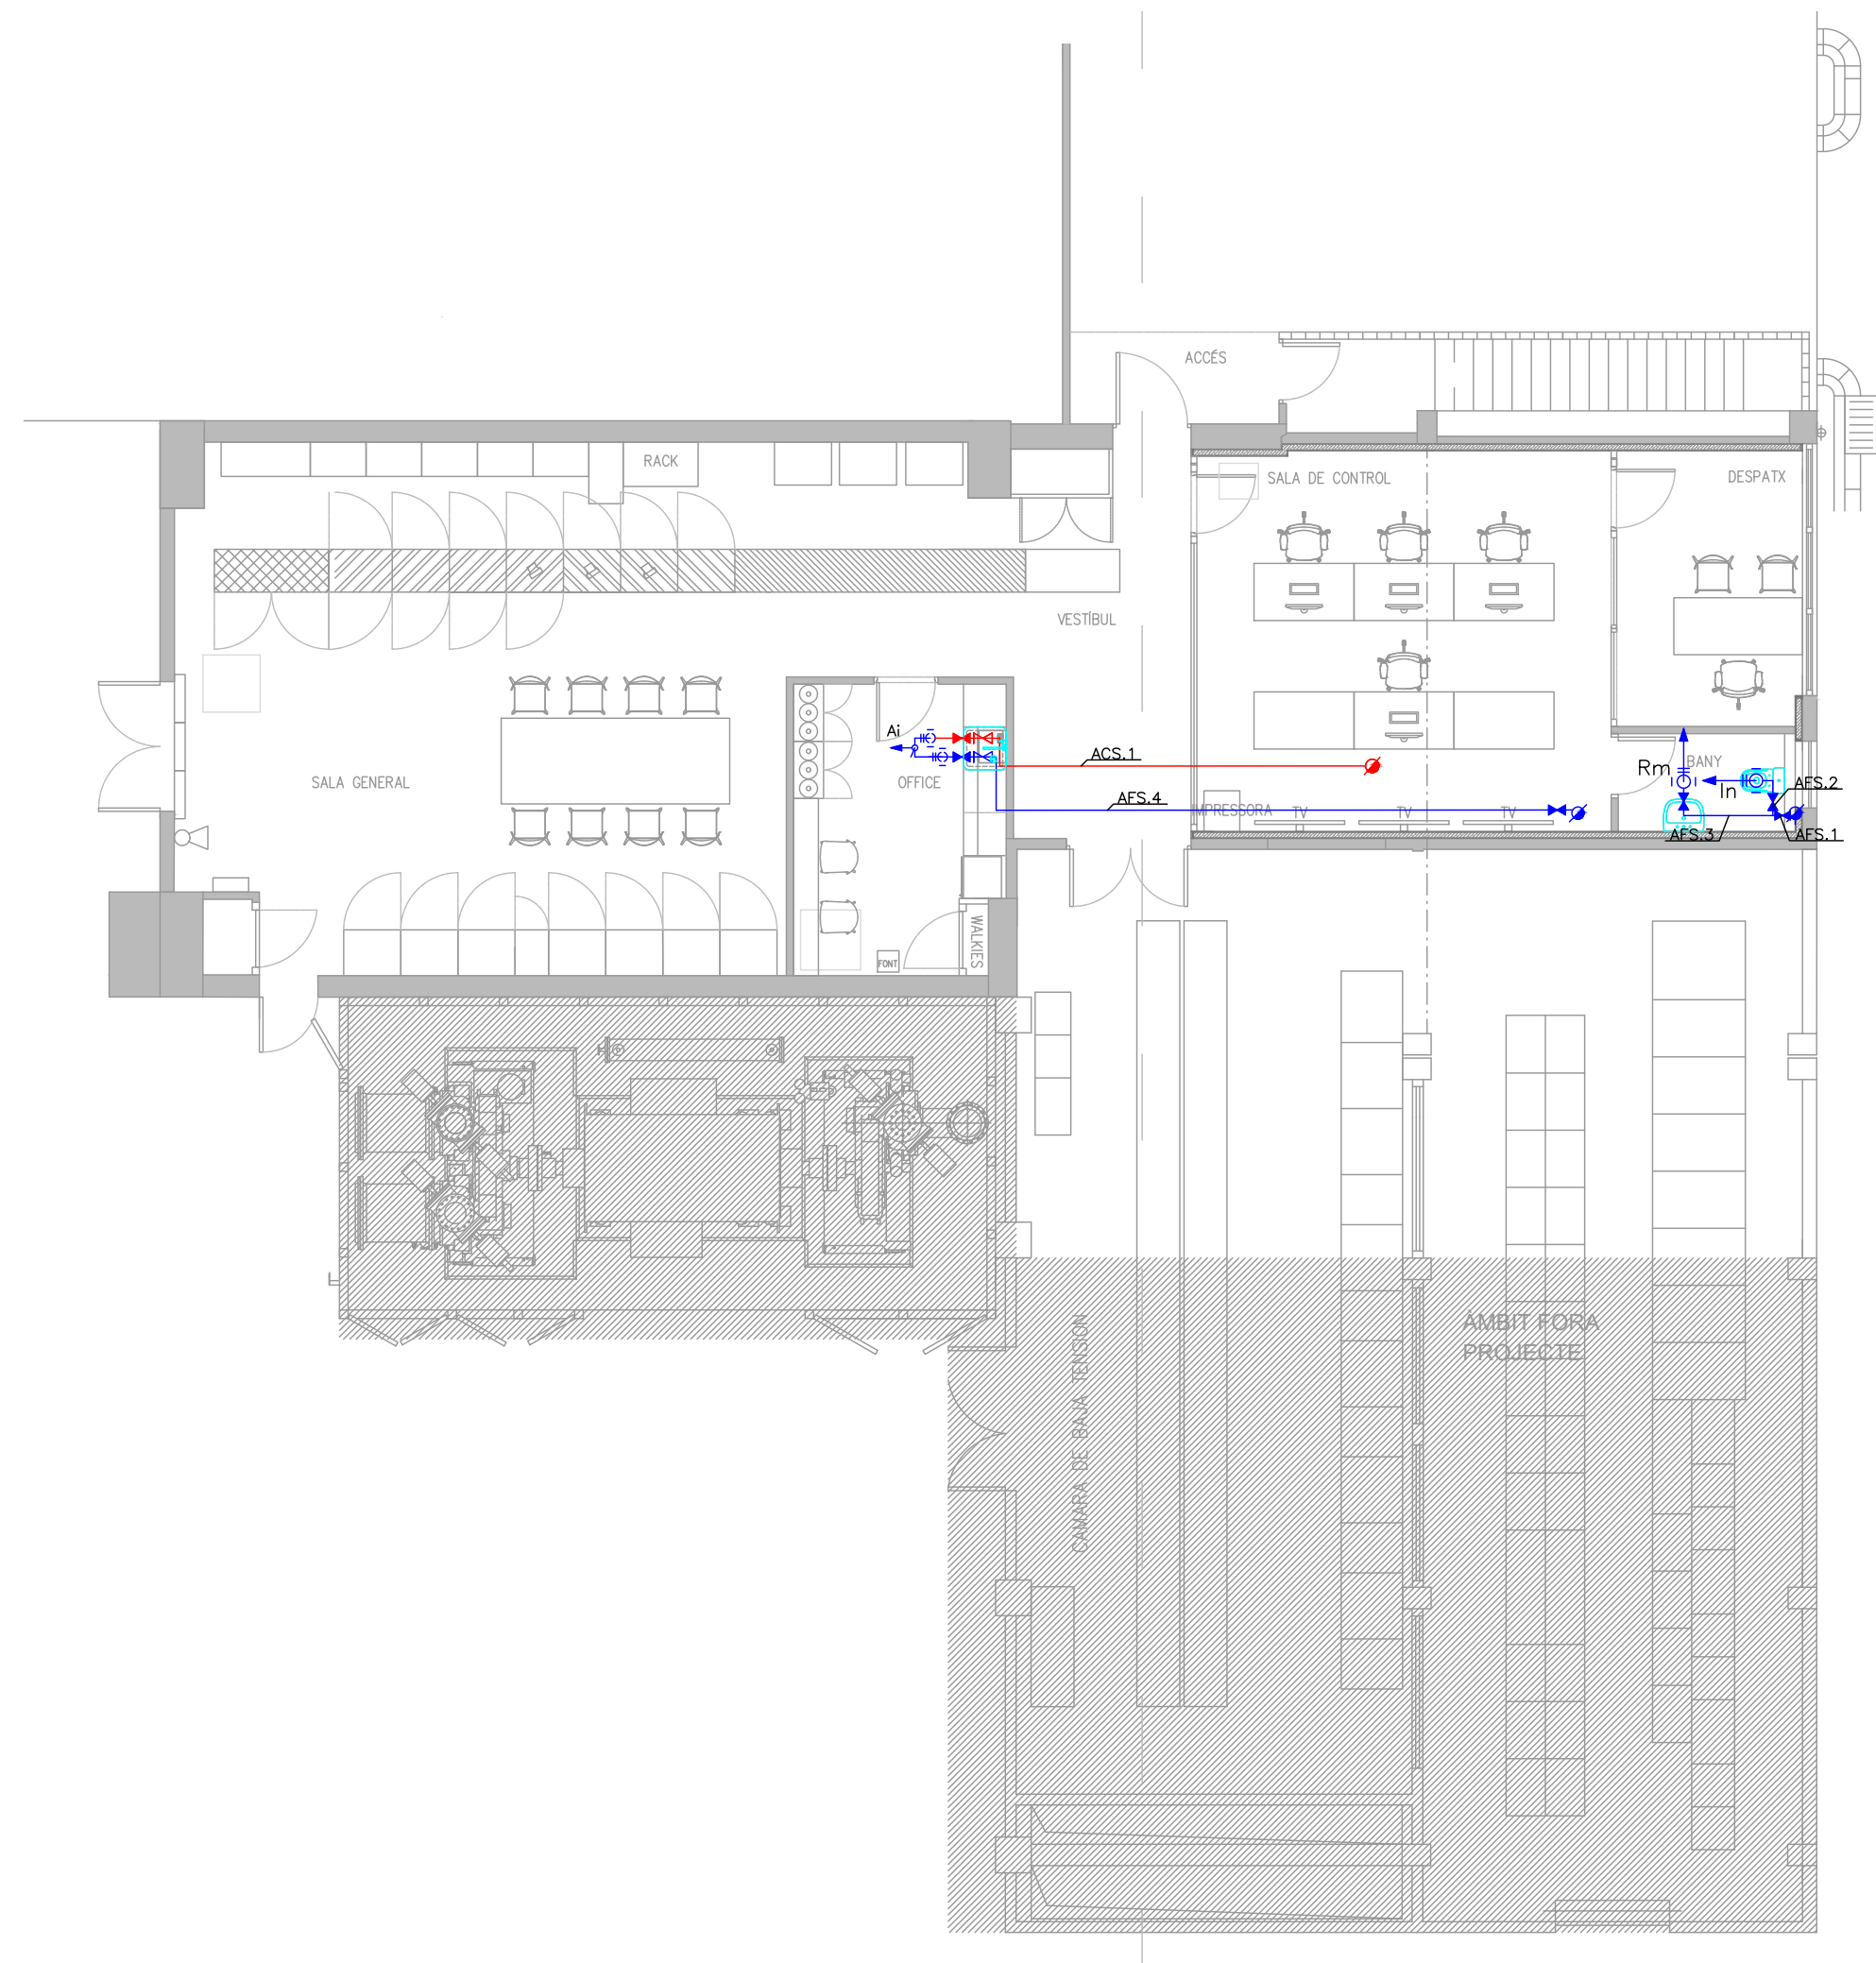 ACCÉS
RACK
SALA DE CONTROL
DESPATX
VESTÍBUL
Ai
ACS.1
SALA GENERAL
OFFICE
AFS.4
IMPRESSORA
TV
TV
TV
Rm
BANY
In
AFS.2
AFS.3
AFS.1
WALKIES
FONT
ÀMBIT FORA
PROJECTE
CAMARA DE BAJA TENSION